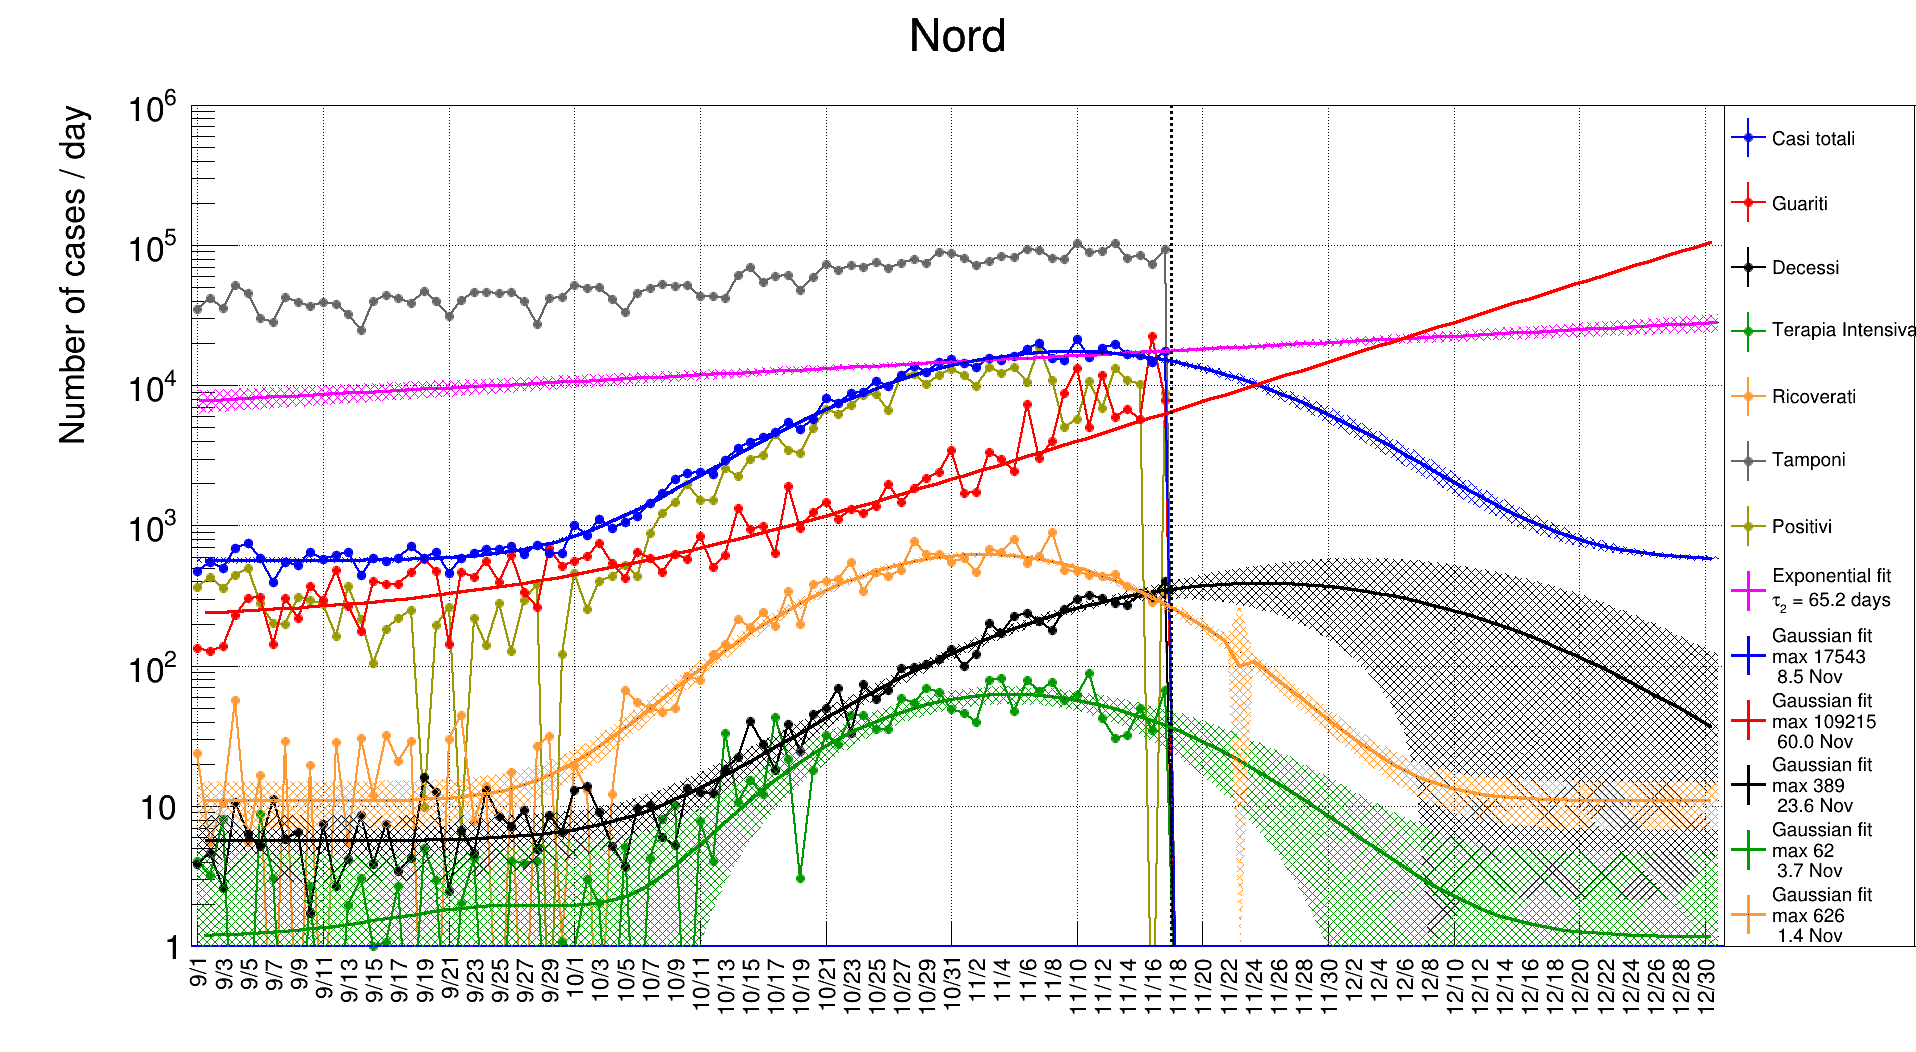 Nord
Number of cases / day
10^6
10^5
10^4
10^3
10^2
10
1
9/1
9/3
9/5
9/7
9/9
9/11
9/13
9/15
9/17
9/19
9/21
9/23
9/25
9/27
9/29
10/1
10/3
10/5
10/7
10/9
10/11
10/13
10/15
10/17
10/19
10/21
10/23
10/25
10/27
10/29
10/31
11/2
11/4
11/6
11/8
11/10
11/12
11/14
11/16
11/18
11/20
11/22
11/24
11/26
11/28
11/30
12/2
12/4
12/6
12/8
12/10
12/12
12/14
12/16
12/18
12/20
12/22
12/24
12/26
12/28
12/30
Casi totali
Guariti
Decessi
Terapia Intensiva
Ricoverati
Tamponi
Positivi
Exponential fit
τ₂ = 65.2 days
Gaussian fit
max 17543
8.5 Nov
Gaussian fit
max 109215
60.0 Nov
Gaussian fit
max 389
23.6 Nov
Gaussian fit
max 62
3.7 Nov
Gaussian fit
max 626
1.4 Nov